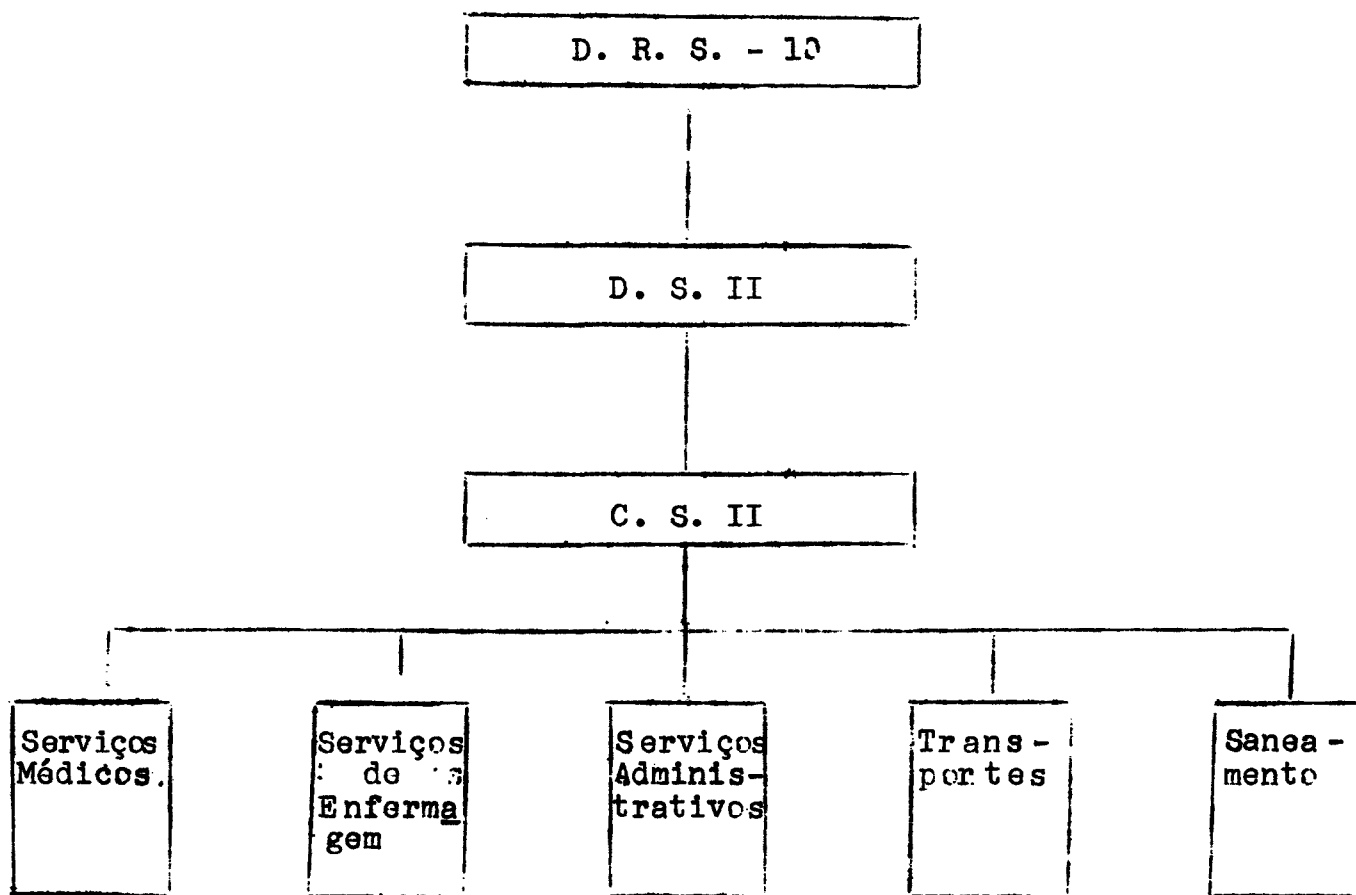 D. R. S. - 10
D. S. II
C. S. II
Serviços
Médicos.
Serviços
de
Enferma
gem
Serviços
Adminis-
trativos
Trans-
portes
Sanea-
mento